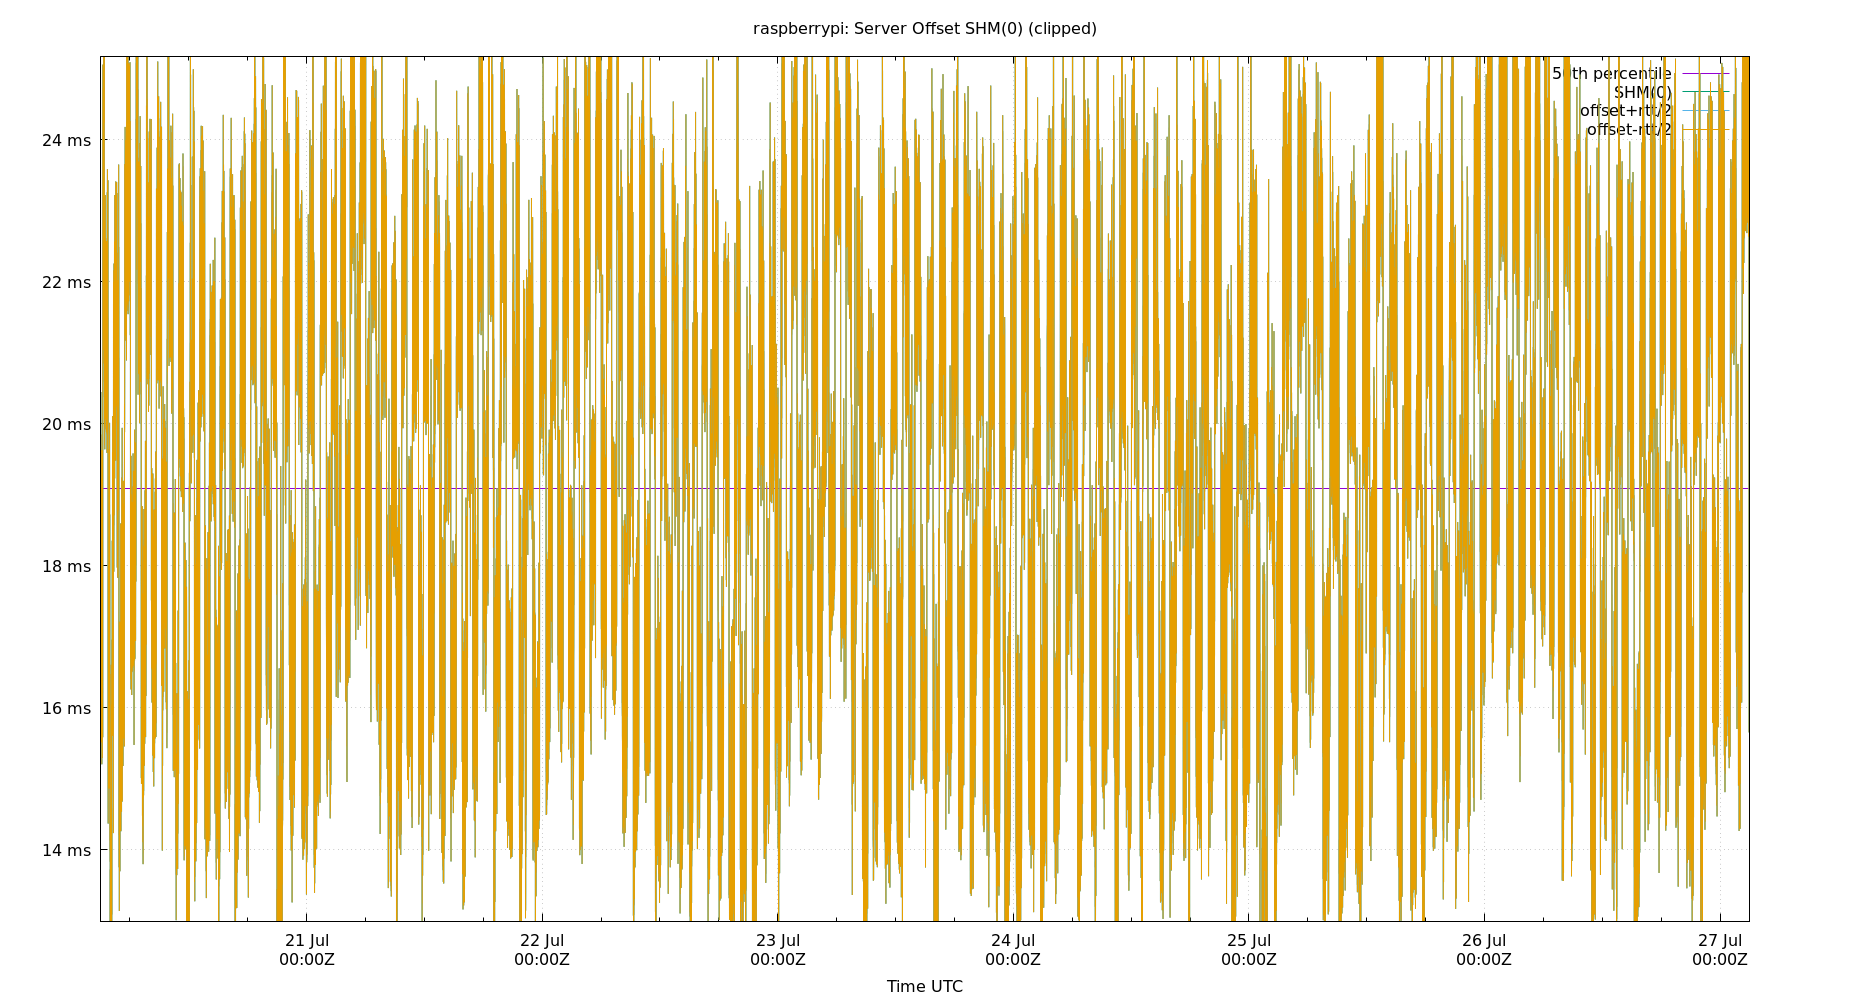 raspberrypi: Server Offset SHM(0) (clipped)
50th percentile
SHM(0)
offset+rtt/2
offset-rtt/2
24 ms
22 ms
20 ms
18 ms
16 ms
14 ms
21 Jul 22 Jul 23 Jul 24 Jul 25 Jul 26 Jul 27 Jul
00:00Z 00:00Z 00:00Z 00:00Z 00:00Z 00:00Z 00:00Z
Time UTC